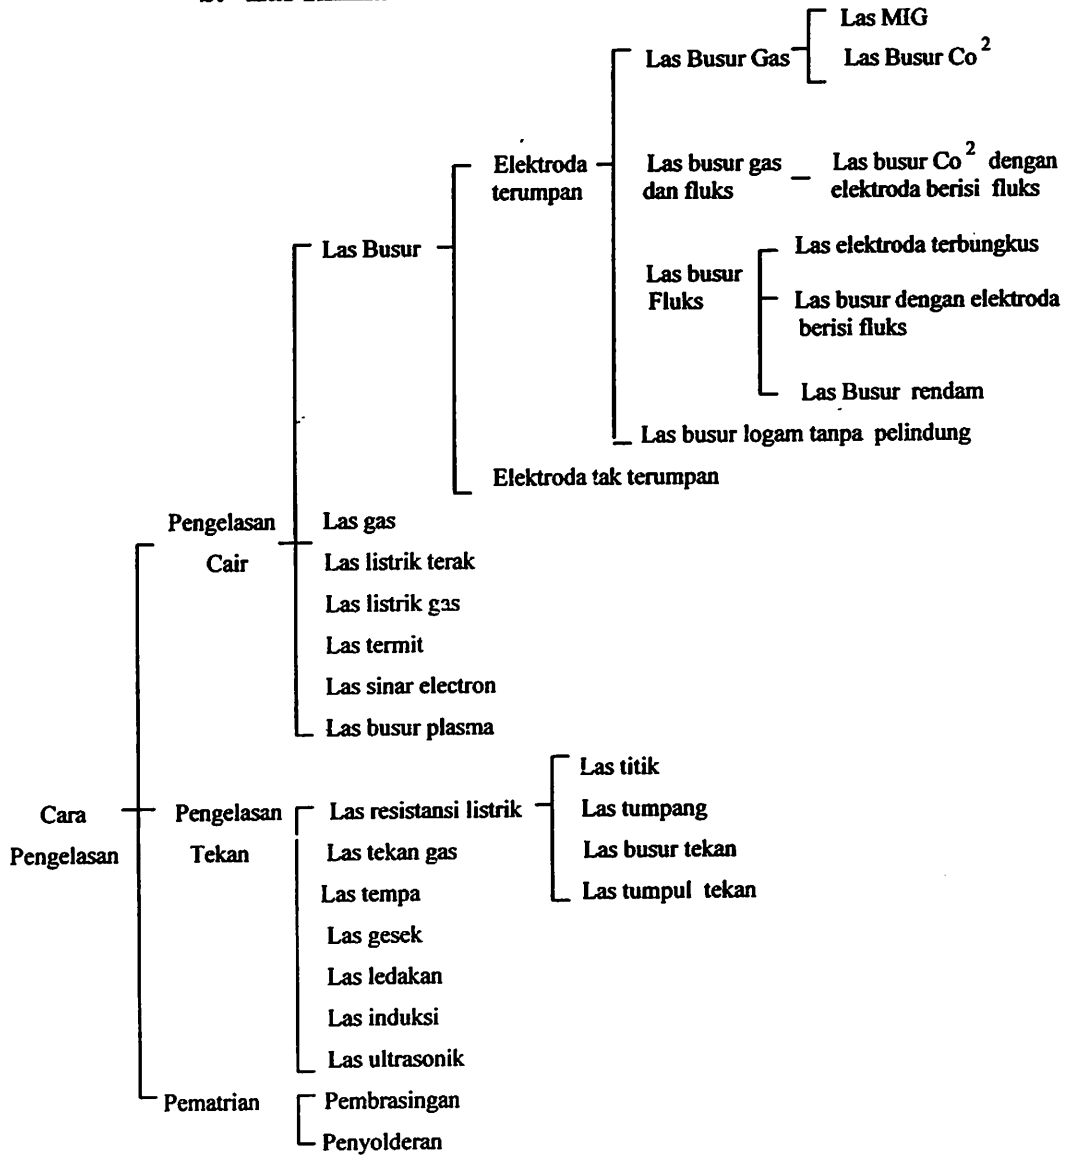 Las MIG
Las Busur Gas
Las Busur Co²
Elektroda
terumpan
Las busur gas
dan fluks
Las busur Co² dengan
elektroda berisi fluks
Las Busur
Las elektroda terbungkus
Las busur
Fluks
Las busur dengan elektroda
berisi fluks
Las Busur rendam
Las busur logam tanpa pelindung
Elektroda tak terumpan
Pengelasan
Cair
Las gas
Las listrik terak
Las listrik gas
Las termit
Las sinar electron
Las busur plasma
Las titik
Cara
Pengelasan
Pengelasan
Tekan
Las resistansi listrik
Las tumpang
Las tekan gas
Las busur tekan
Las tempa
Las tumpul tekan
Las gesek
Las ledakan
Las induksi
Las ultrasonik
Pematrian
Pembrasingan
Penyolderan